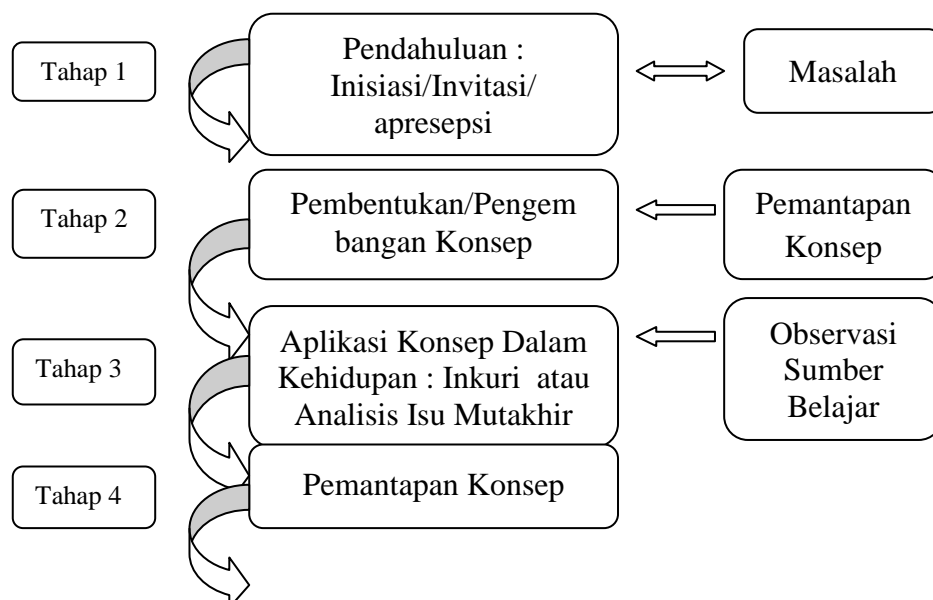 Tahap 1
Pendahuluan :
Inisiasi/Invitasi/
apresepsi
Masalah
Tahap 2
Pembentukan/Pengem
bangan Konsep
Pemantapan
Konsep
Tahap 3
Aplikasi Konsep Dalam
Kehidupan : Inkuri atau
Analisis Isu Mutakhir
Observasi
Sumber
Belajar
Tahap 4
Pemantapan Konsep